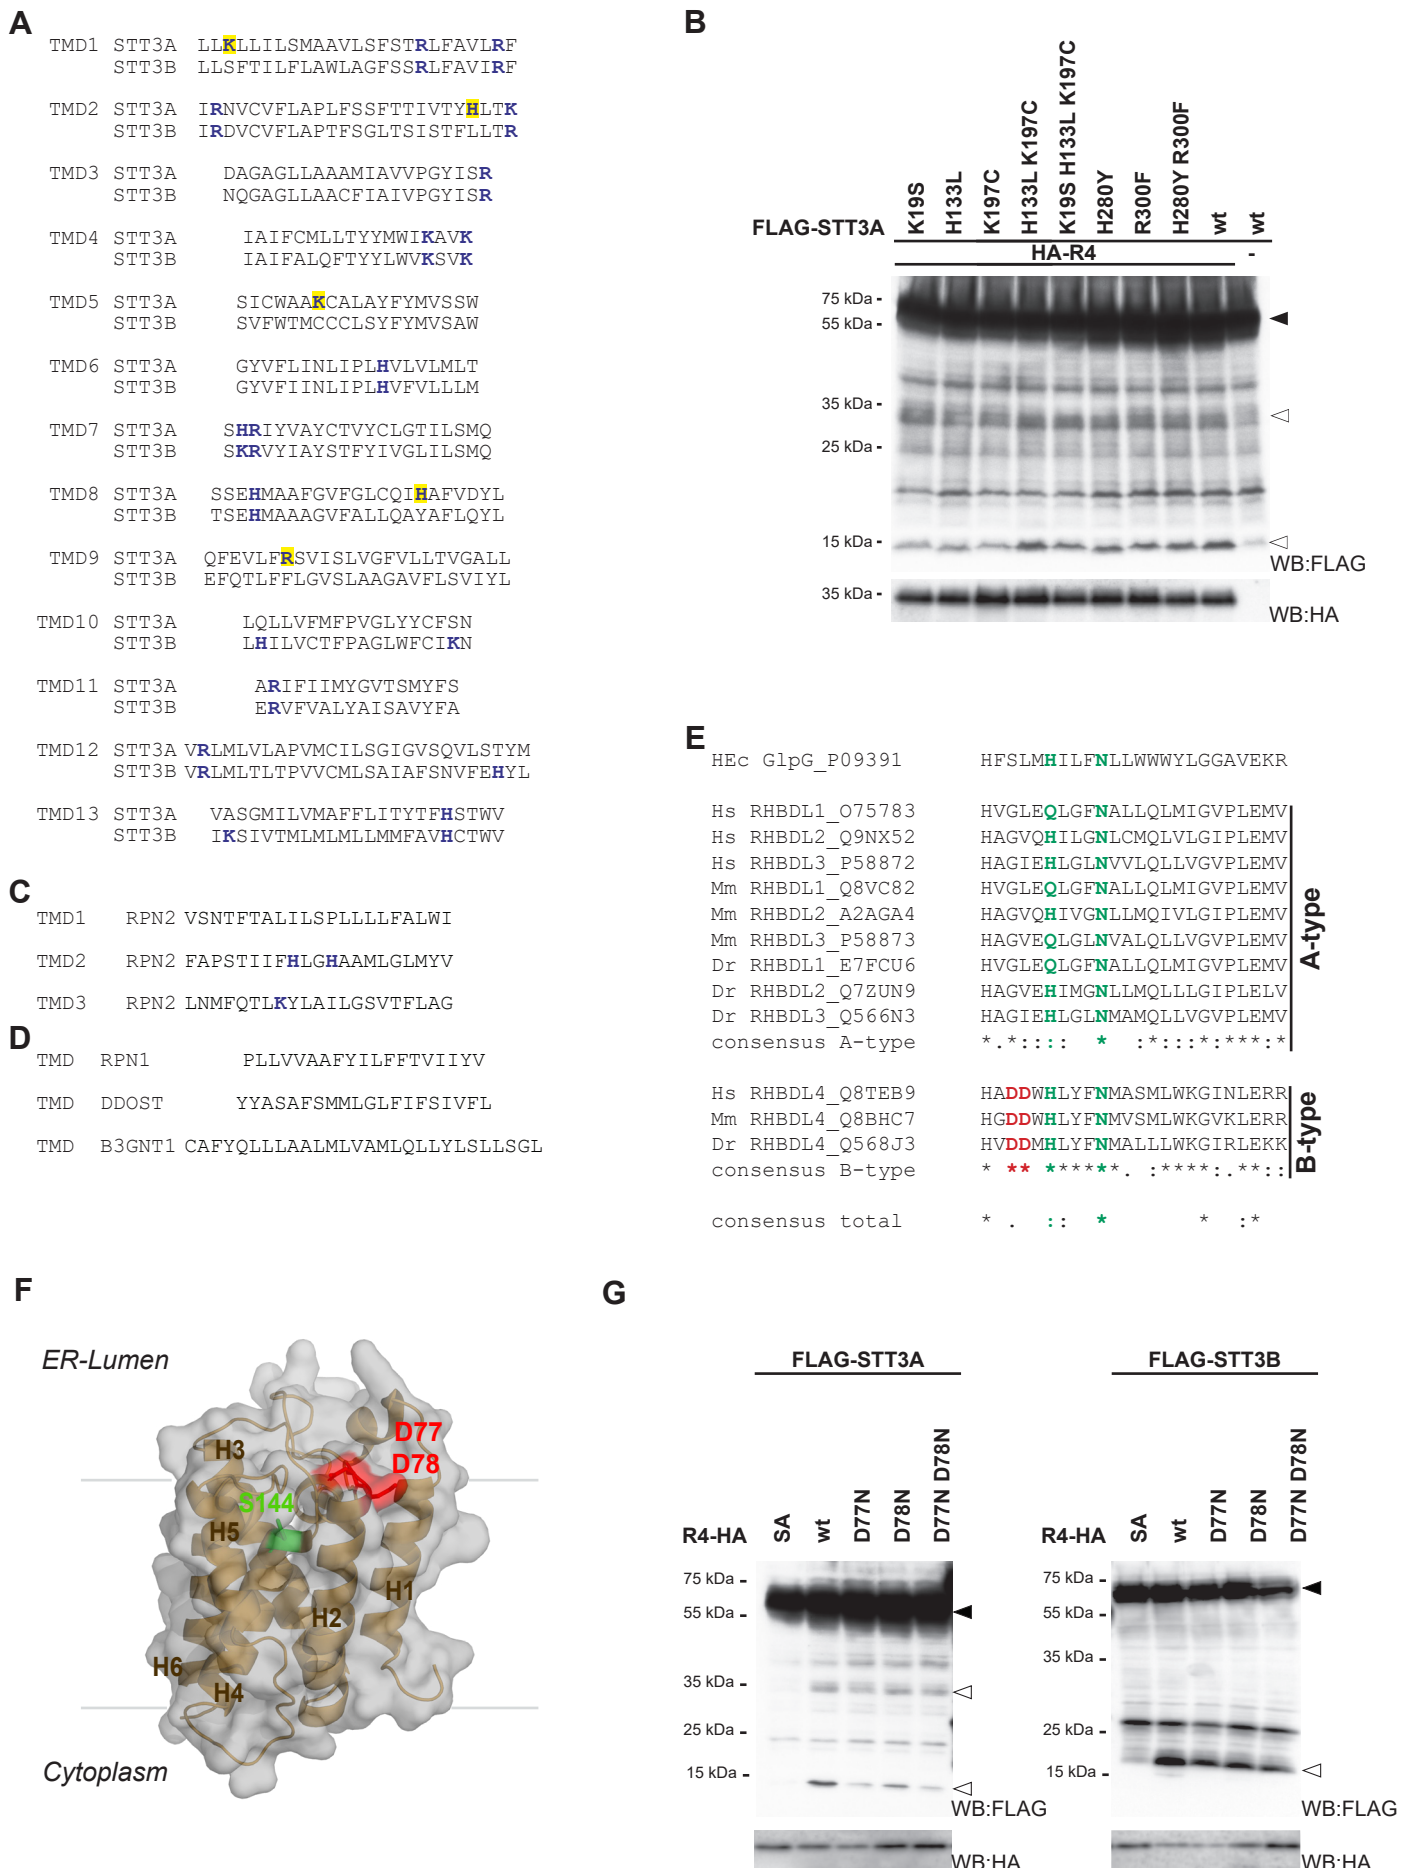 A
TMD1 STT3A LLKLLILSMAAVLSFSTRLFAVLRF
STT3B LLSFTILFLAWLAGFSSRLFAVIRF
TMD2 STT3A IRNVCVFLAPLFSSFTTIVTYHLTK
STT3B IRDVCVFLAPTFSGLTSISTFLLTR
TMD3 STT3A DAGAGLLAAAMIAVVPGYISR
STT3B NQGAGLLAACFIAIVPGYISR
TMD4 STT3A IAIFCMLLTYYMWIKAVK
STT3B IAIFALQFTYYLWVKSVK
TMD5 STT3A SICWAAKCALAYFYMVSSW
STT3B SVFWTMCCCLSYFYMVSAW
TMD6 STT3A GYVFLINLIPLHVLVLMLT
STT3B GYVFIINLIPLHVFVLLLM
TMD7 STT3A SHRIYVAYCTVYCLGTILSMQ
STT3B SKRVYIAYSTFYIVGLILSMQ
TMD8 STT3A SSEHMAAFGVFGLCQIHAFVDYL
STT3B TSEHMAAAGVFALLQAYAFLQYL
TMD9 STT3A QFEVLFRSVISLVGFVLLTVGALL
STT3B EFQTLFFLGVSLAAGAVFLSVIYL
TMD10 STT3A LQLLVFMFPVGLYYCFSN
STT3B LHILVCTFPAGLWFCIKN
TMD11 STT3A ARIFIIMYGVTSMYFS
STT3B ERVFVALYAISAVYFA
TMD12 STT3A VRLMLVLAPVMCILSGIGVSQVLSTYM
STT3B VRLMLTLTPVVCMLSAIAFSNVFEHYL
TMD13 STT3A VASGMILVMAFFLITYTFHSTWV
STT3B IKSIVTMLMLMLLMMFAVHCTWV
B
FLAG-STT3A K19S H133L K197C H133L K197C K19S H133L K197C H280Y R300F H280Y R300F wt wt
HA-R4 -
75 kDa -
55 kDa -
35 kDa -
25 kDa -
15 kDa -
WB:FLAG
35 kDa -
WB:HA
C
TMD1 RPN2 VSNTFTALILSPLLLLFALWI
TMD2 RPN2 FAPSTIIFHLGHAAMLGLMYV
TMD3 RPN2 LNMFQTLKYLAILGSVTFLAG
D
TMD RPN1 PLLVVAAFYILFFTVIIYV
TMD DDOST YYASAFSMMLGLFIFSIVFL
TMD B3GNT1 CAFYQLLLAALMLVAMLQLLYLSLLSGL
E
HEc GlpG_P09391 HFSLMHILFNLLWWWYLGGAVEKR
Hs RHBDL1_O75783 HVGLEQLGFNALLQLMIGVPLEMV
Hs RHBDL2_Q9NX52 HAGVQHILGNLCMQLVLGIPLEMV
Hs RHBDL3_P58872 HAGIEHLGLNVVLQLLVGVPLEMV
Mm RHBDL1_Q8VC82 HVGLEQLGFNALLQLMIGVPLEMV
Mm RHBDL2_A2AGA4 HAGVQHIVGNLLMQIVLGIPLEMV
Mm RHBDL3_P58873 HAGVEQLGLNVALQLLVGVPLEMV
Dr RHBDL1_E7FCU6 HVGLEQLGFNALLQLMIGVPLEMV
Dr RHBDL2_Q7ZUN9 HAGVEHIMGNLLMQLLLGIPLELV
Dr RHBDL3_Q566N3 HAGIEHLGLNMAMQLLVGVPLEMV
consensus A-type *.*:::: * :*:::*:***:*
A-type
Hs RHBDL4_Q8TEB9 HADDWHLYFNMASMLWKGINLERR
Mm RHBDL4_Q8BHC7 HGDDWHLYFNMVSMLWKGVKLERR
Dr RHBDL4_Q568J3 HVDDMHLYFNMALLLWKGIRLEKK
consensus B-type * ** ******. :****:.**::
B-type
consensus total * . :: * * :*
F
ER-Lumen
D77
D78
H3
S144
H5
H1
H2
H6
H4
Cytoplasm
G
FLAG-STT3A
R4-HA SA wt D77N D78N D77N D78N
75 kDa -
55 kDa -
35 kDa -
25 kDa -
15 kDa -
WB:FLAG
WB:HA
FLAG-STT3B
R4-HA SA wt D77N D78N D77N D78N
75 kDa -
55 kDa -
35 kDa -
25 kDa -
15 kDa -
WB:FLAG
WB:HA